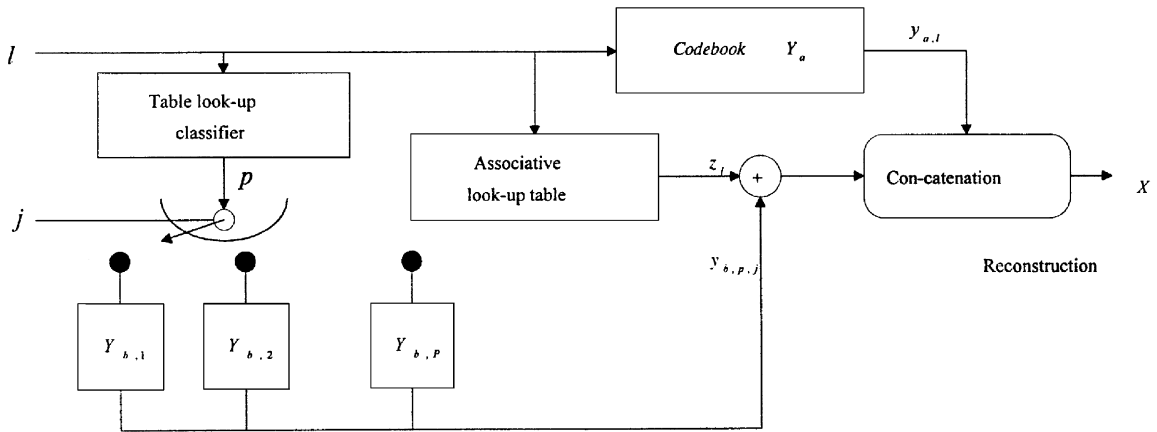 l
Codebook Y a
y a,l
Table look-up
classifier
p
Associative
look-up table
z l
+
Con-catenation
X
j
y b,p,j
Reconstruction
Y b,1
Y b,2
Y b,P